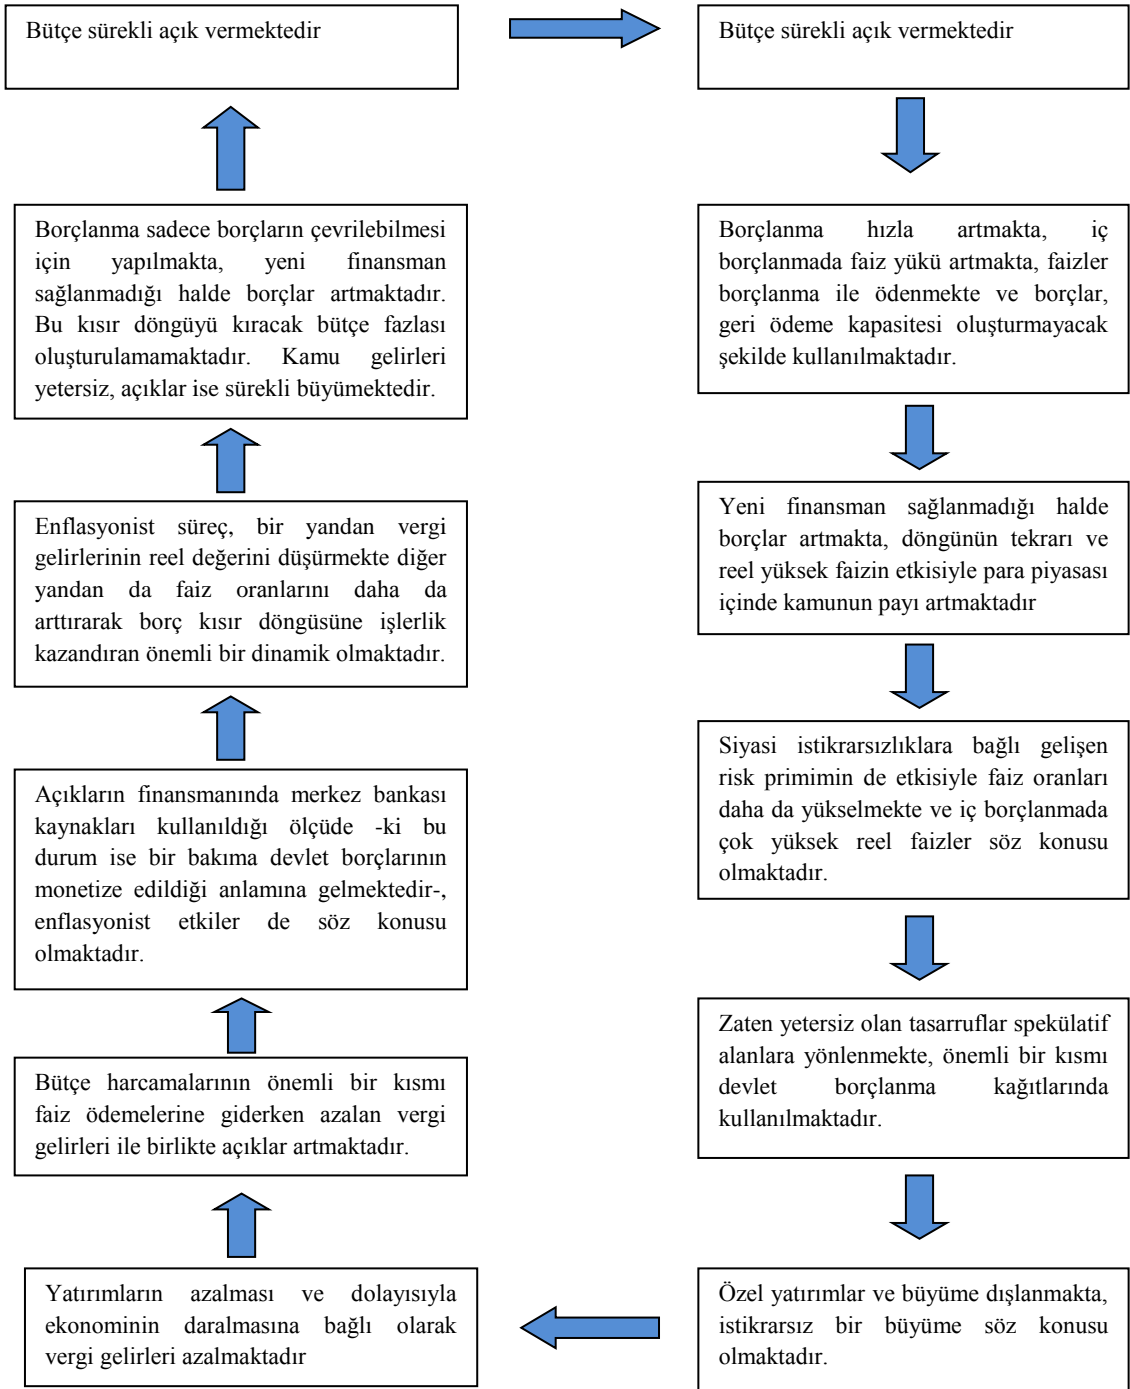 Bütçe sürekli açık vermektedir
Bütçe sürekli açık vermektedir
Borçlanma hızla artmakta, iç
borçlanmada faiz yükü artmakta, faizler
borçlanma ile ödenmekte ve borçlar,
geri ödeme kapasitesi oluşturmayacak
şekilde kullanılmaktadır.
Yeni finansman sağlanmadığı halde
borçlar artmakta, döngünün tekrarı ve
reel yüksek faizin etkisiyle para piyasası
içinde kamunun payı artmaktadır
Siyasi istikrarsızlıklara bağlı gelişen
risk primimin de etkisiyle faiz oranları
daha da yükselmekte ve iç borçlanmada
çok yüksek reel faizler söz konusu
olmaktadır.
Zaten yetersiz olan tasarruflar spekülatif
alanlara yönlenmekte, önemli bir kısmı
devlet borçlanma kağıtlarında
kullanılmaktadır.
Özel yatırımlar ve büyüme dışlanmakta,
istikrarsız bir büyüme söz konusu
olmaktadır.
Yatırımların azalması ve dolayısıyla
ekonominin daralmasına bağlı olarak
vergi gelirleri azalmaktadır
Bütçe harcamalarının önemli bir kısmı
faiz ödemelerine giderken azalan vergi
gelirleri ile birlikte açıklar artmaktadır.
Açıkların finansmanında merkez bankası
kaynakları kullanıldığı ölçüde -ki bu
durum ise bir bakıma devlet borçlarının
monetize edildiği anlamına gelmektedir-,
enflasyonist etkiler de söz konusu
olmaktadır.
Enflasyonist süreç, bir yandan vergi
gelirlerinin reel değerini düşürmekte diğer
yandan da faiz oranlarını daha da
arttırarak borç kısır döngüsüne işlerlik
kazandıran önemli bir dinamik olmaktadır.
Borçlanma sadece borçların çevrilebilmesi
için yapılmakta, yeni finansman
sağlanmadığı halde borçlar artmaktadır.
Bu kısır döngüyü kıracak bütçe fazlası
oluşturulamamaktadır. Kamu gelirleri
yetersiz, açıklar ise sürekli büyümektedir.